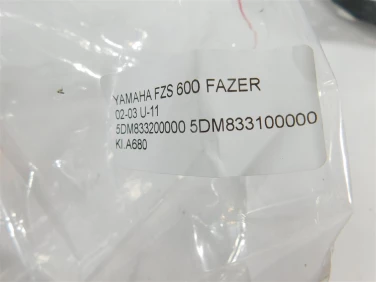 YAMAHA FZS 600 FAZER
02-03 U-11
5DM833200000 5DM833100000
KI.A680